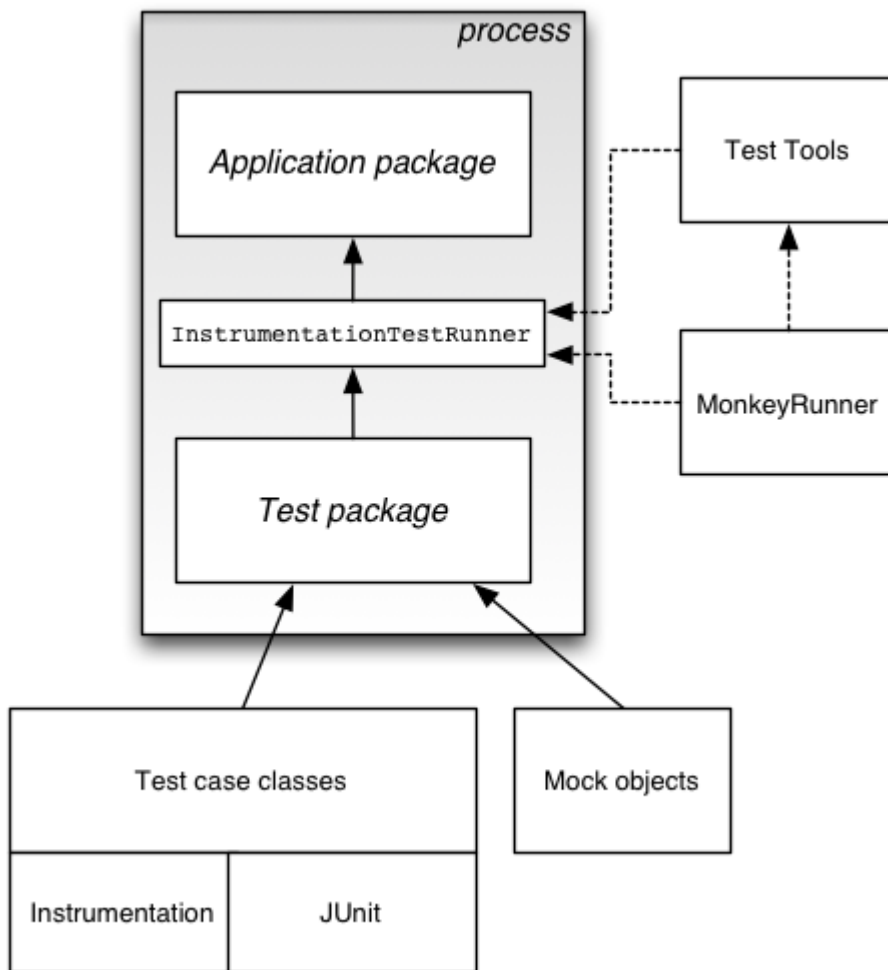 process
Application package
Test Tools
InstrumentationTestRunner
MonkeyRunner
Test package
Test case classes
Mock objects
Instrumentation
JUnit